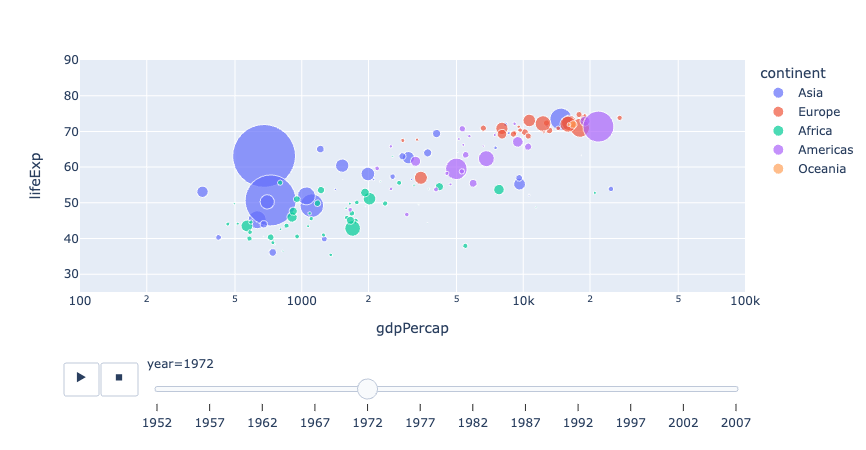 90
80
70
60
50
40
30
lifeExp
100 2 5 1000 2 5 10k 2 5 100k
gdpPercap
continent
Asia
Europe
Africa
Americas
Oceania
year=1972
1952 1957 1962 1967 1972 1977 1982 1987 1992 1997 2002 2007